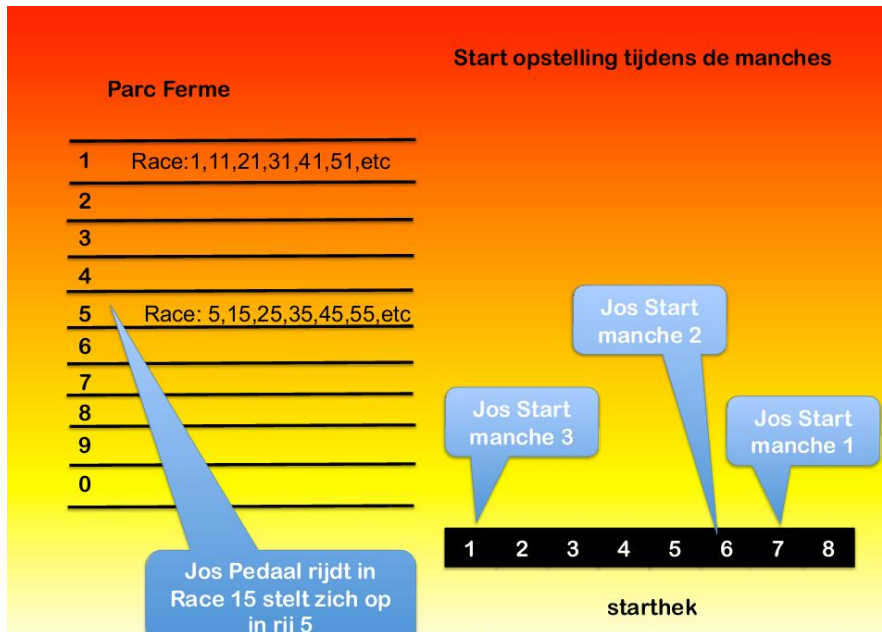 Start opstelling tijdens de manches
Parc Ferme
1 Race:1,11,21,31,41,51,etc
2
3
4
5 Race: 5,15,25,35,45,55,etc
6
7
8
9
0
Jos Pedaal rijdt in
Race 15 stelt zich op
in rij 5
Jos Start
manche 2
Jos Start
manche 3
Jos Start
manche 1
1 2 3 4 5 6 7 8
starthek